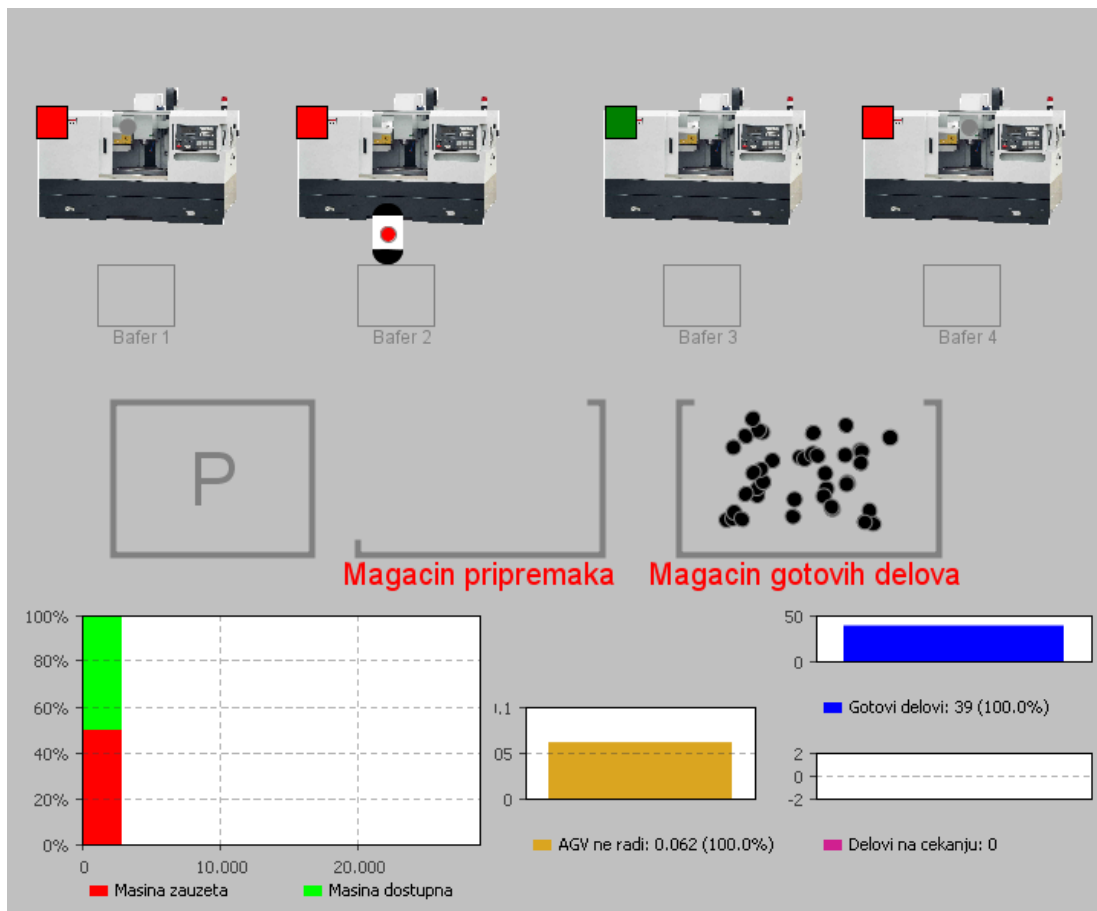 Bafer 1
Bafer 2
Bafer 3
Bafer 4
P
Magacin pripremaka
Magacin gotovih delova
100%
80%
60%
40%
20%
0%
0
10.000
20.000
Masina zauzeta
Masina dostupna
0.1
05
0
AGV ne radi: 0.062 (100.0%)
50
0
Gotovi delovi: 39 (100.0%)
2
0
-2
Delovi na cekanju: 0